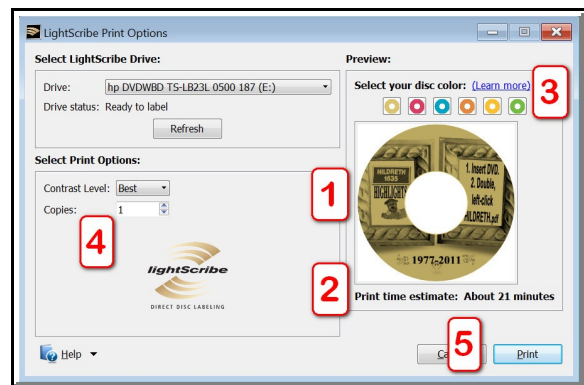 LightScribe Print Options
Select LightScribe Drive:
Drive: hp DVDWBD TS-LB23L 0500 187 (E:)
Drive status: Ready to label
Refresh
Select Print Options:
Contrast Level: Best
Copies: 1
4
lightScribe
DIRECT DISC LABELING
Preview:
Select your disc color: (Learn more)
3
1
HILDRETH
1635
HIGHLIGHTS
1. Insert DVD.
2. Double,
left-click
HILDRETH.pdf
1977-2011
2
Print time estimate: About 21 minutes
5
Help
Print